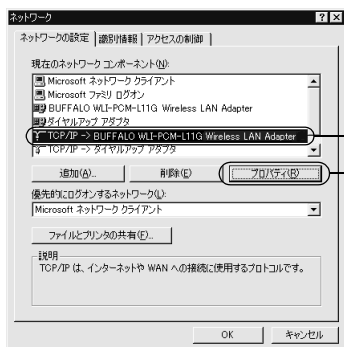 ネットワーク
ネットワークの設定 識別情報 アクセスの制御
現在のネットワーク コンポーネント(N):
Microsoft ネットワーク クライアント
Microsoft ファミリ ログオン
BUFFALO WLI-PCM-L11G Wireless LAN Adapter
ダイヤルアップ アダプタ
TCP/IP -> BUFFALO WLI-PCM-L11G Wireless LAN Adapter
TCP/IP -> ダイヤルアップ アダプタ
追加(A)... 削除(E) プロパティ(R)
優先的にログオンするネットワーク(L):
Microsoft ネットワーク クライアント
ファイルとプリンタの共有(F)...
説明
TCP/IP は、インターネットや WAN への接続に使用するプロトコルです。
OK キャンセル